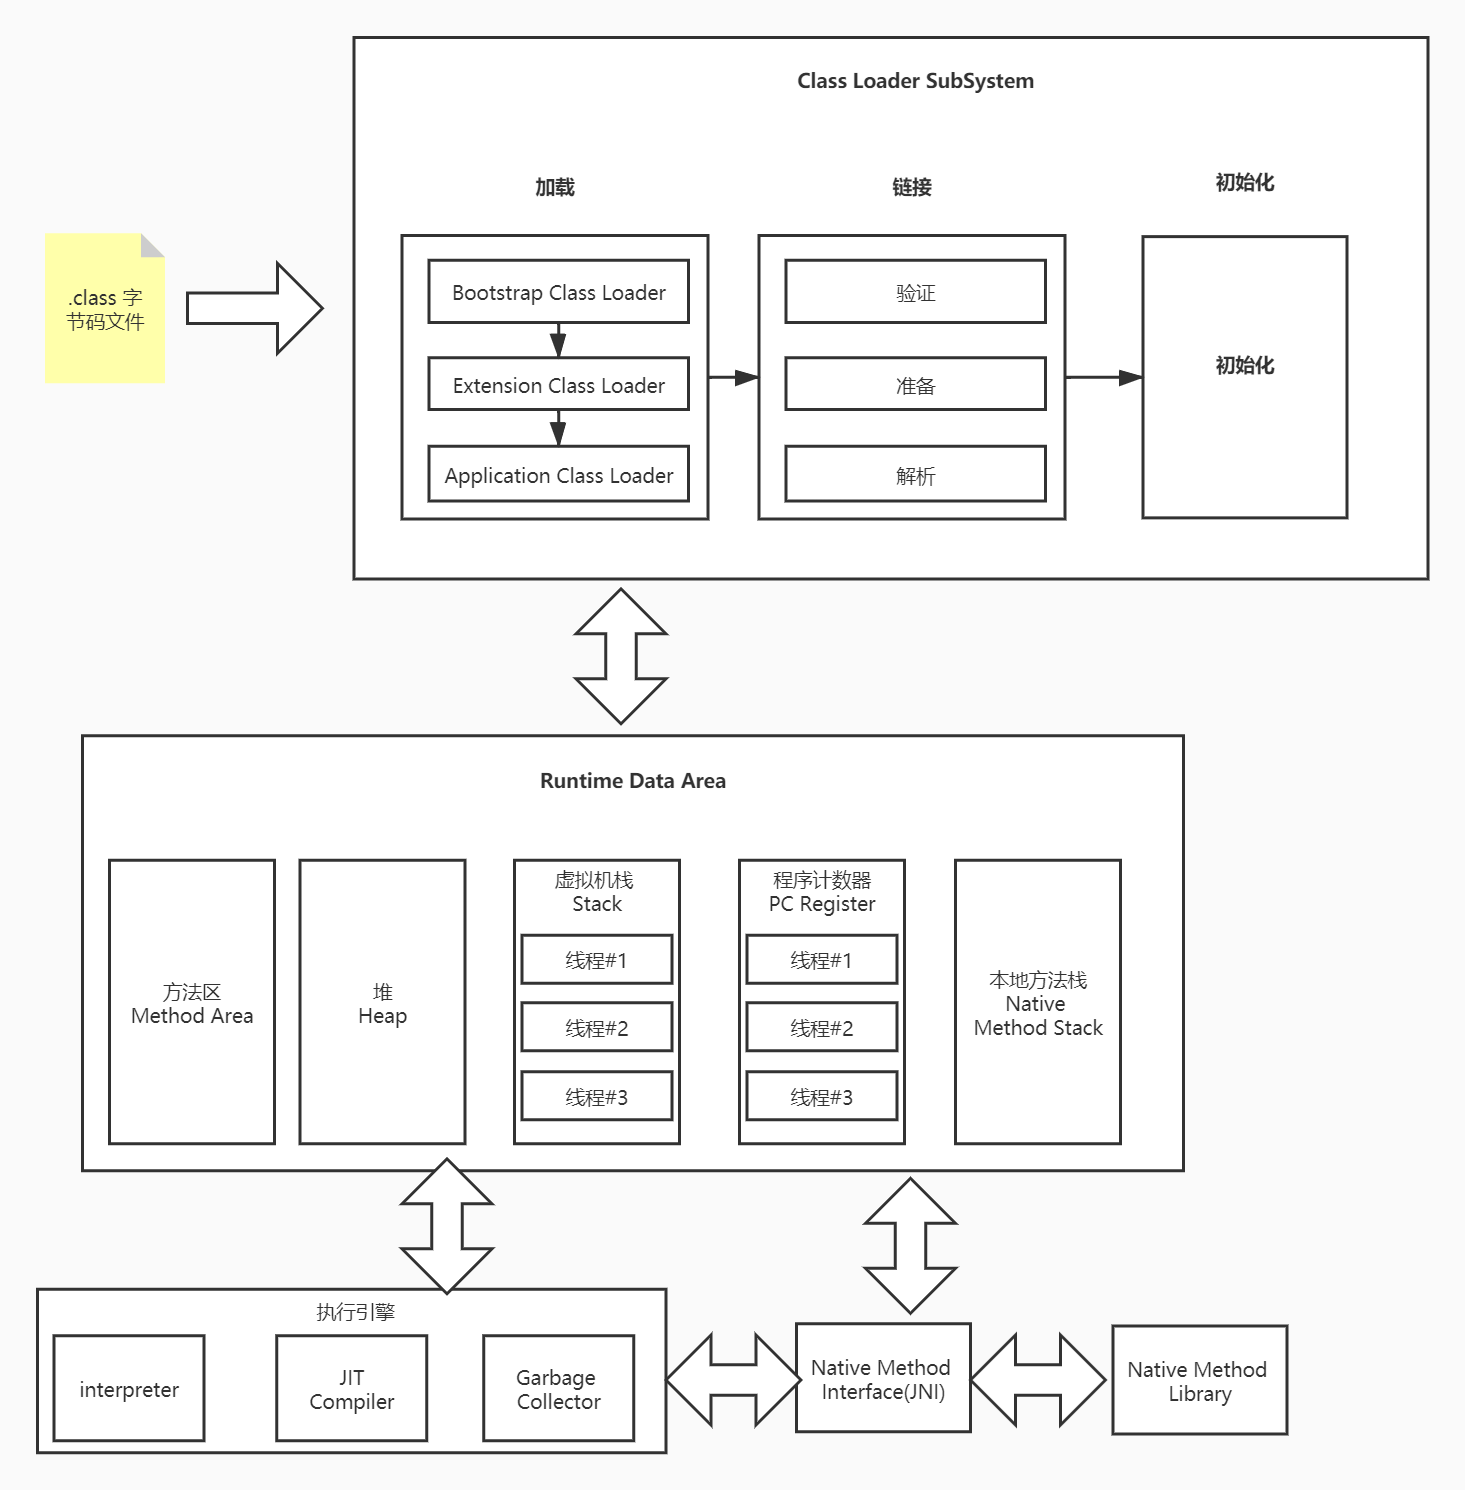 Class Loader SubSystem
加载
链接
初始化
.class 字
节码文件
Bootstrap Class Loader
Extension Class Loader
Application Class Loader
验证
准备
解析
初始化
Runtime Data Area
方法区
Method Area
堆
Heap
虚拟机栈
Stack
线程#1
线程#2
线程#3
程序计数器
PC Register
线程#1
线程#2
线程#3
本地方法栈
Native
Method Stack
执行引擎
interpreter
JIT
Compiler
Garbage
Collector
Native Method
Interface(JNI)
Native Method
Library